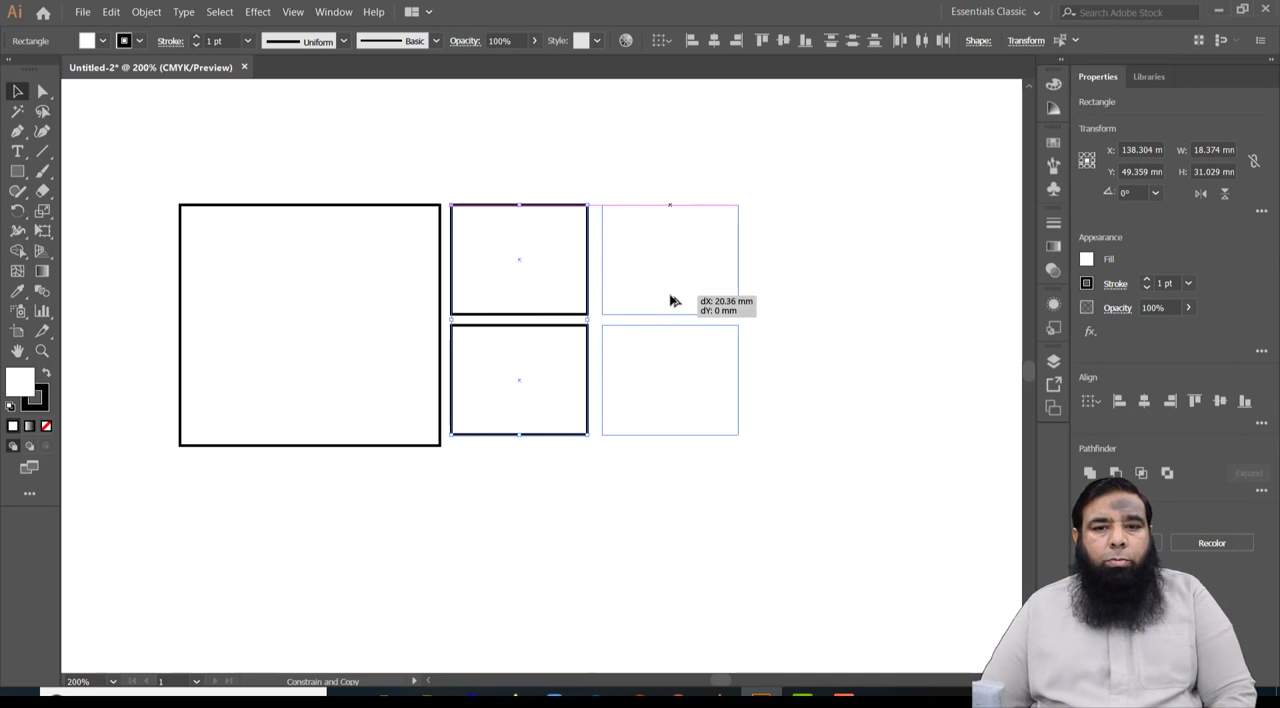 Ai File Edit Object Type Select Effect View Window Help Essentials Classic Search Adobe Stock
Rectangle Stroke: 1 pt Uniform Basic Opacity: 100% Style: Shape: Transform
Untitled-2* @ 200% (CMYK/Preview) ×
Properties Libraries
Rectangle
Transform
X: 138.304 m W: 18.374 mn
Y: 49.359 mn H: 31.029 mn
0°
Appearance
Fill
Stroke 1 pt
Opacity 100%
fx.
Align
Pathfinder
Expand
Recolor
dX: 20.36 mm
dY: 0 mm
200% 1 Constrain and Copy